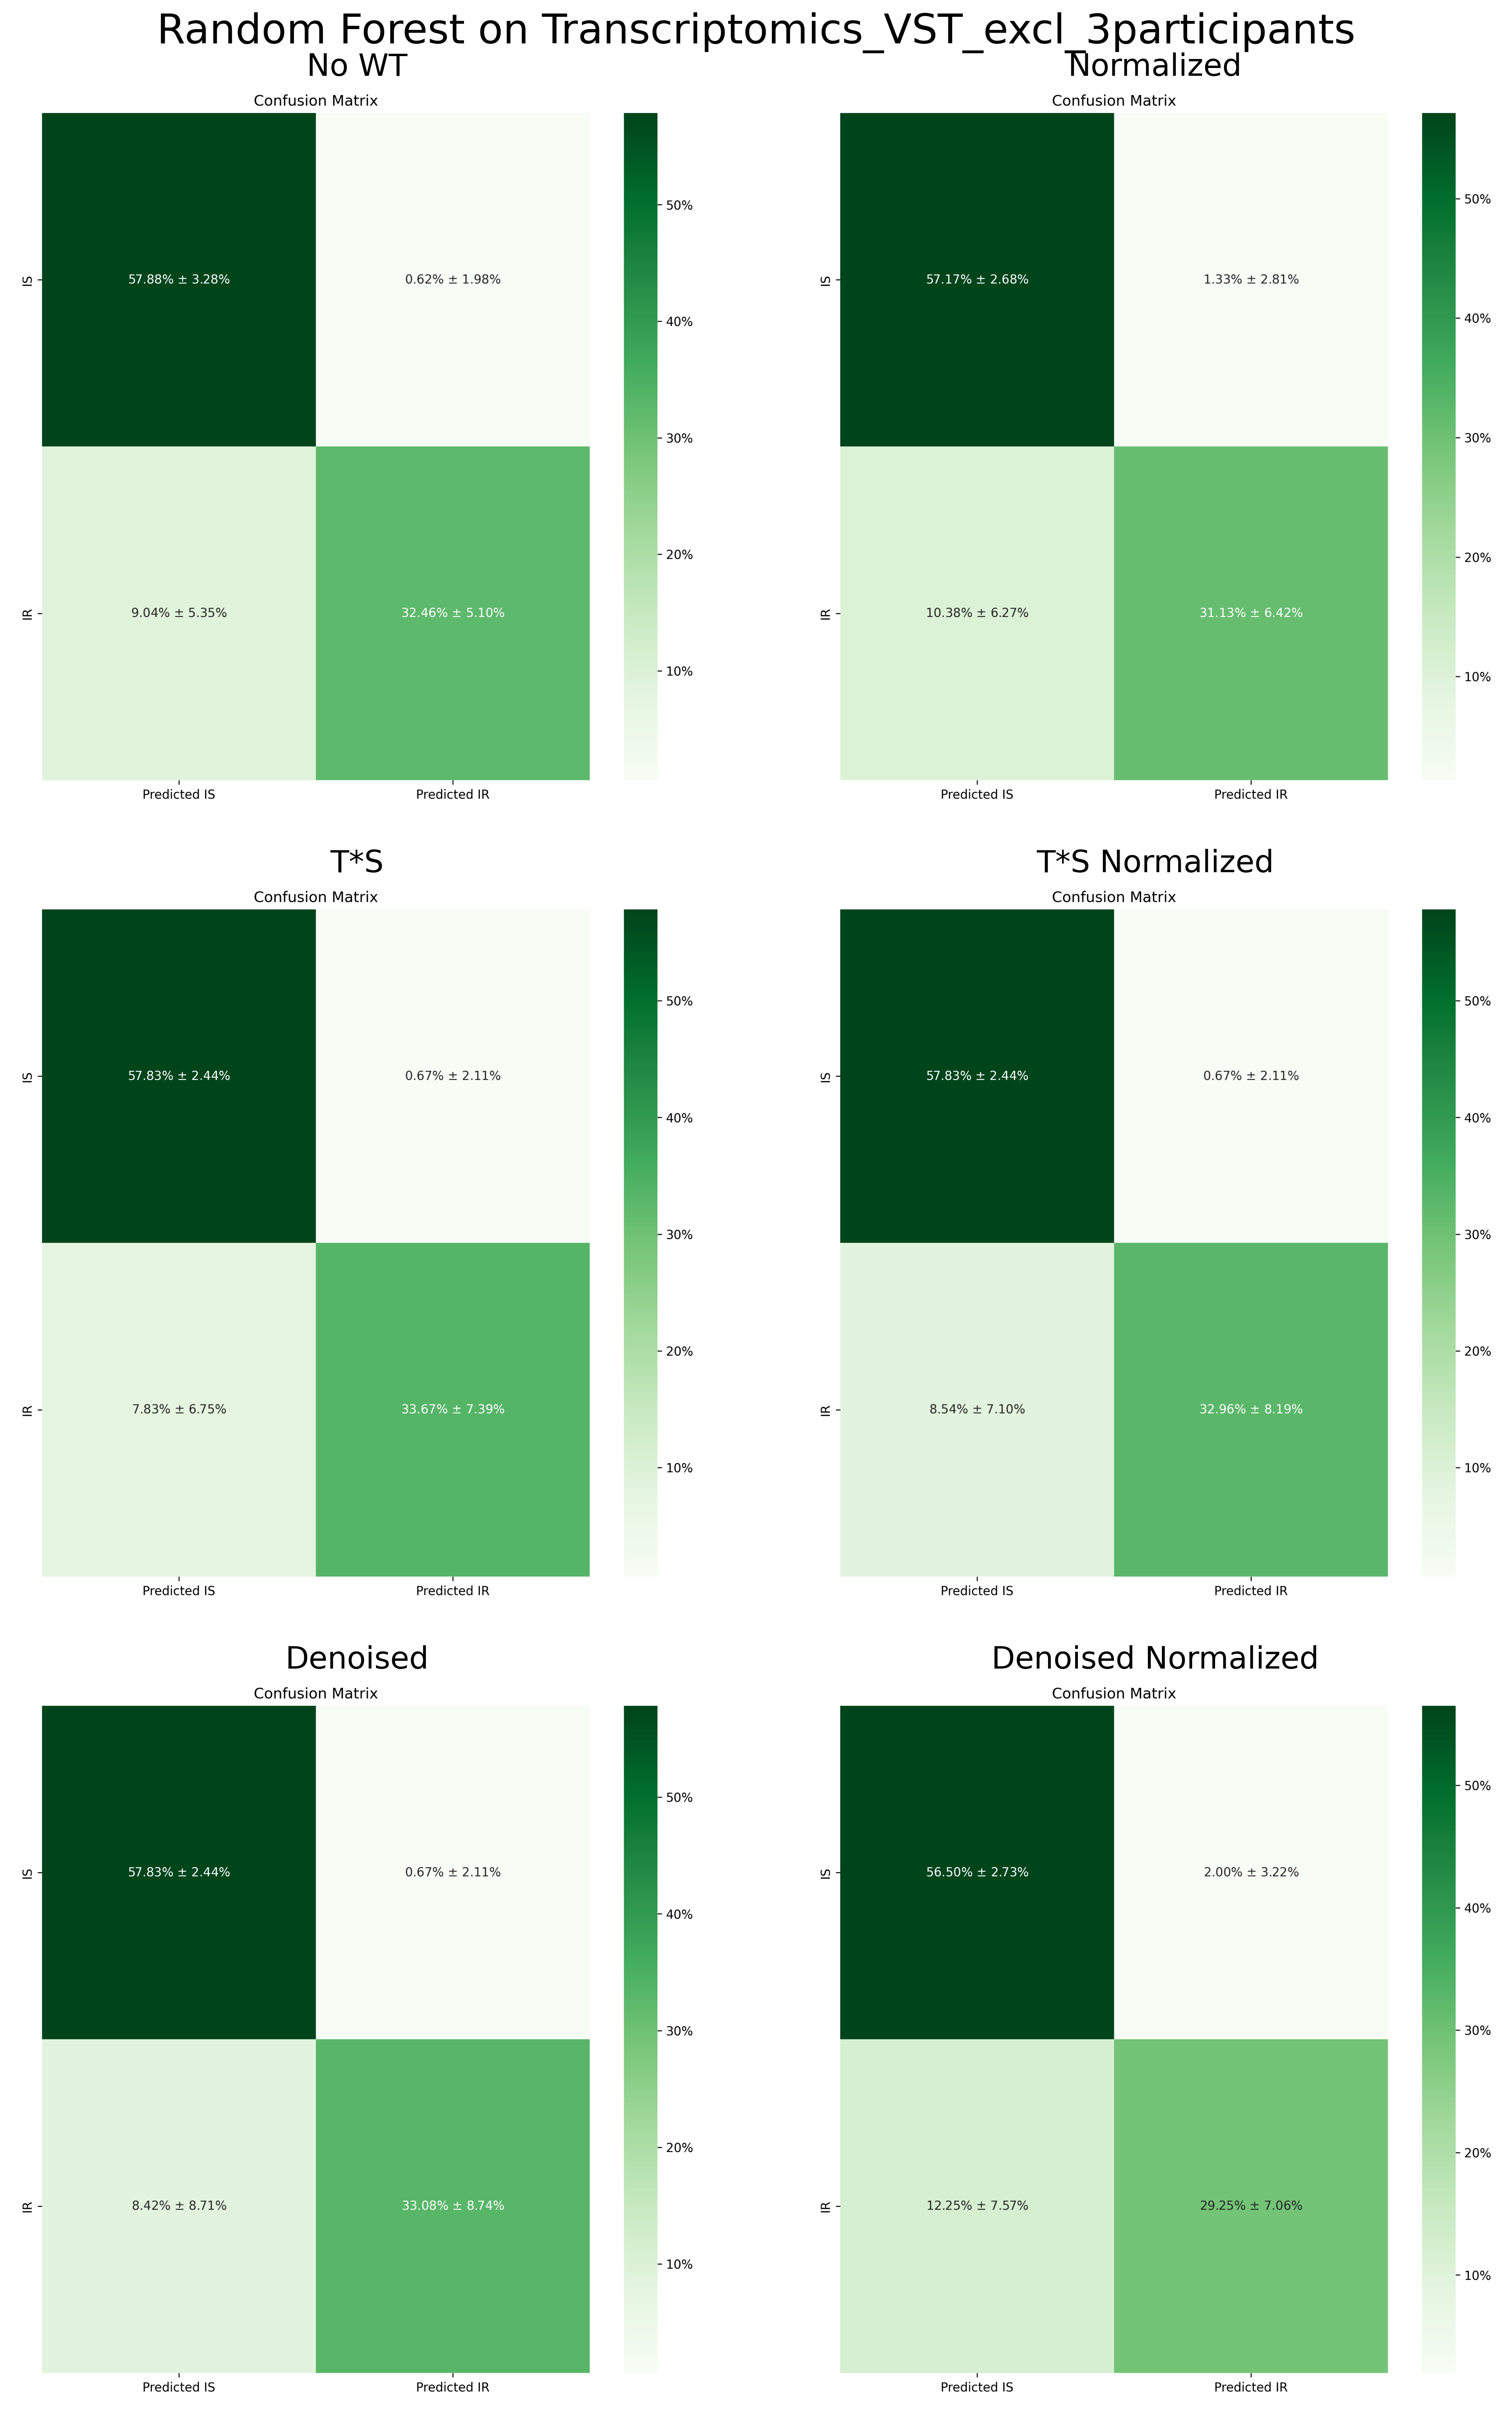 Random Forest on Transcriptomics_VST_excl_3participants
No WT
Confusion Matrix
IS
57.88% ± 3.28%
0.62% ± 1.98%
IR
9.04% ± 5.35%
32.46% ± 5.10%
Predicted IS
Predicted IR
50%
40%
30%
20%
10%
Normalized
Confusion Matrix
IS
57.17% ± 2.68%
1.33% ± 2.81%
IR
10.38% ± 6.27%
31.13% ± 6.42%
Predicted IS
Predicted IR
50%
40%
30%
20%
10%
T*S
Confusion Matrix
IS
57.83% ± 2.44%
0.67% ± 2.11%
IR
7.83% ± 6.75%
33.67% ± 7.39%
Predicted IS
Predicted IR
50%
40%
30%
20%
10%
T*S Normalized
Confusion Matrix
IS
57.83% ± 2.44%
0.67% ± 2.11%
IR
8.54% ± 7.10%
32.96% ± 8.19%
Predicted IS
Predicted IR
50%
40%
30%
20%
10%
Denoised
Confusion Matrix
IS
57.83% ± 2.44%
0.67% ± 2.11%
IR
8.42% ± 8.71%
33.08% ± 8.74%
Predicted IS
Predicted IR
50%
40%
30%
20%
10%
Denoised Normalized
Confusion Matrix
IS
56.50% ± 2.73%
2.00% ± 3.22%
IR
12.25% ± 7.57%
29.25% ± 7.06%
Predicted IS
Predicted IR
50%
40%
30%
20%
10%